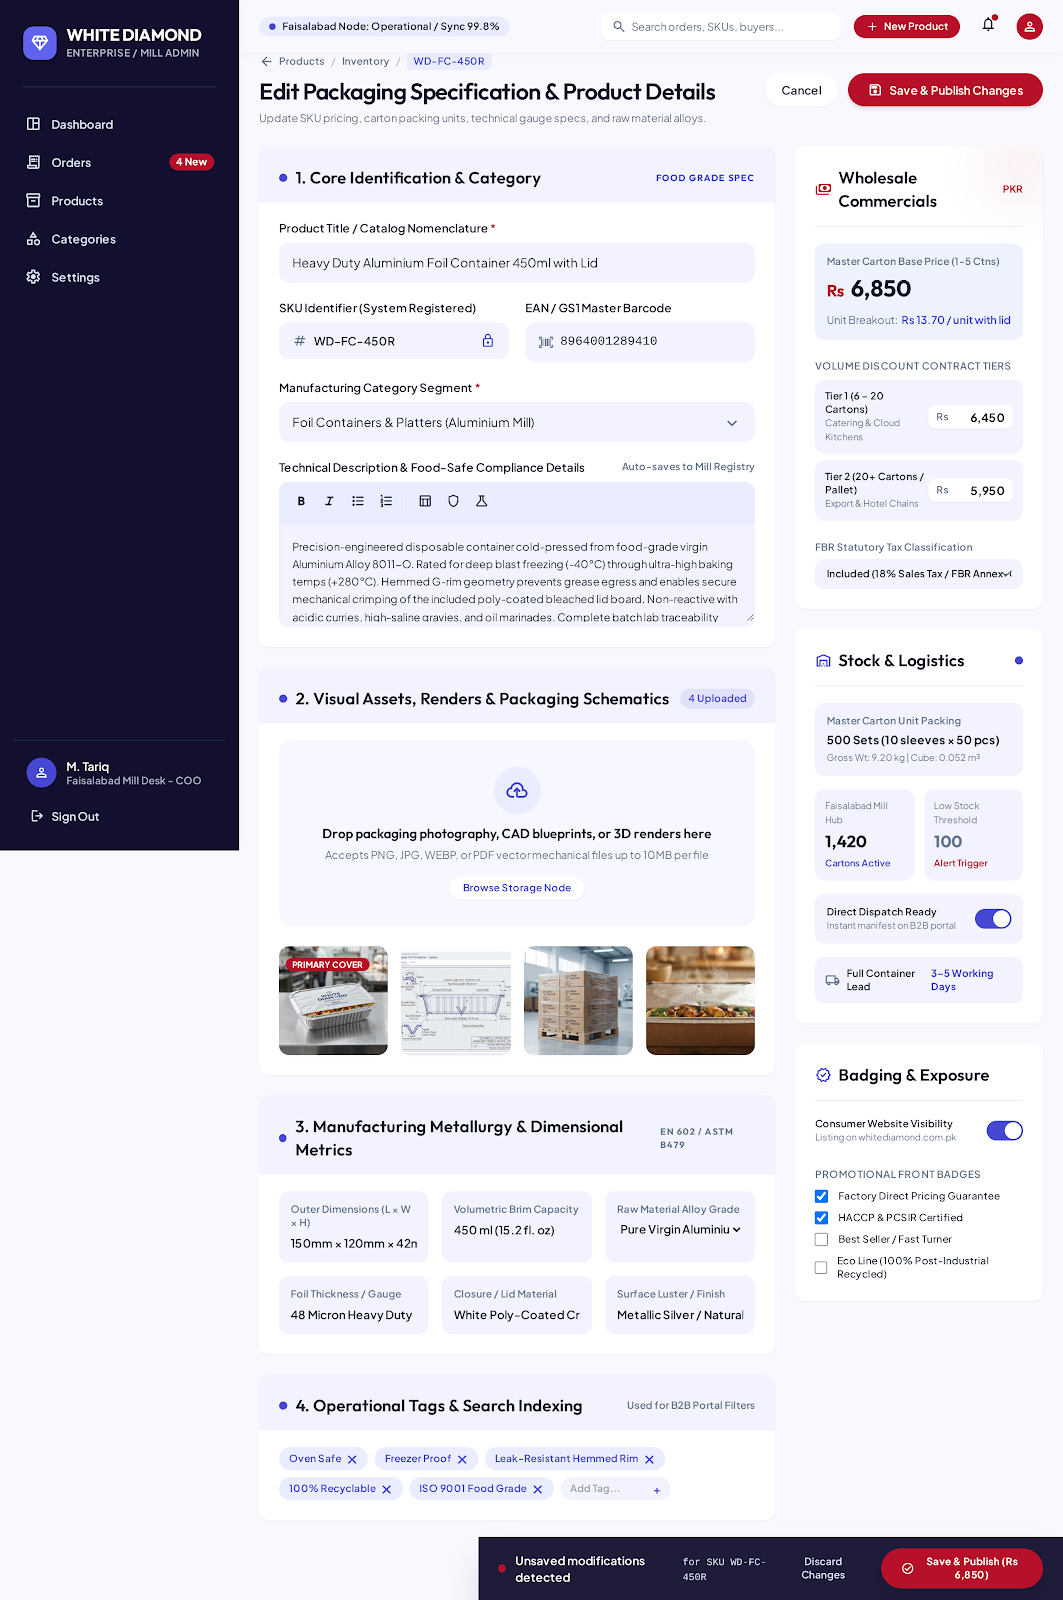 WHITE DIAMOND
ENTERPRISE / MILL ADMIN
Dashboard
Orders
4 New
Products
Categories
Settings
M. Tariq
Faisalabad Mill Desk - COO
Sign Out
Faisalabad Node: Operational / Sync 99.8%
Search orders, SKUs, buyers...
+ New Product
Products / Inventory / WD-FC-450R
Edit Packaging Specification & Product Details
Update SKU pricing, carton packing units, technical gauge specs, and raw material alloys.
Cancel
Save & Publish Changes
1. Core Identification & Category
FOOD GRADE SPEC
Product Title / Catalog Nomenclature *
Heavy Duty Aluminium Foil Container 450ml with Lid
SKU Identifier (System Registered)
# WD-FC-450R
EAN / GS1 Master Barcode
8964001289410
Manufacturing Category Segment *
Foil Containers & Platters (Aluminium Mill)
Technical Description & Food-Safe Compliance Details
Auto-saves to Mill Registry
B I
Precision-engineered disposable container cold-pressed from food-grade virgin
Aluminium Alloy 8011-O. Rated for deep blast freezing (-40°C) through ultra-high baking
temps (+280°C). Hemmed G-rim geometry prevents grease egress and enables secure
mechanical crimping of the included poly-coated bleached lid board. Non-reactive with
acidic curries, high-saline gravies, and oil marinades. Complete batch lab traceability
2. Visual Assets, Renders & Packaging Schematics
4 Uploaded
Drop packaging photography, CAD blueprints, or 3D renders here
Accepts PNG, JPG, WEBP, or PDF vector mechanical files up to 10MB per file
Browse Storage Node
PRIMARY COVER
WHITE
3. Manufacturing Metallurgy & Dimensional
Metrics
EN 602 / ASTM
B479
Outer Dimensions (L × W
× H)
150mm × 120mm × 42m
Volumetric Brim Capacity
450 ml (15.2 fl. oz)
Raw Material Alloy Grade
Pure Virgin Aluminiu
Foil Thickness / Gauge
48 Micron Heavy Duty
Closure / Lid Material
White Poly-Coated Cr
Surface Luster / Finish
Metallic Silver / Natural
4. Operational Tags & Search Indexing
Used for B2B Portal Filters
Oven Safe ×
Freezer Proof ×
Leak-Resistant Hemmed Rim ×
100% Recyclable ×
ISO 9001 Food Grade ×
Add Tag... +
Wholesale
Commercials
PKR
Master Carton Base Price (1-5 Ctns)
Rs 6,850
Unit Breakout: Rs 13.70 / unit with lid
VOLUME DISCOUNT CONTRACT TIERS
Tier 1 (6 - 20
Cartons)
Catering & Cloud
Kitchens
Rs 6,450
Tier 2 (20+ Cartons /
Pallet)
Export & Hotel Chains
Rs 5,950
FBR Statutory Tax Classification
Included (18% Sales Tax / FBR Annex-C
Stock & Logistics
Master Carton Unit Packing
500 Sets (10 sleeves × 50 pcs)
Gross Wt: 9.20 kg | Cube: 0.052 m³
Faisalabad Mill
Hub
1,420
Cartons Active
Low Stock
Threshold
100
Alert Trigger
Direct Dispatch Ready
Instant manifest on B2B portal
Full Container
Lead
3-5 Working
Days
Badging & Exposure
Consumer Website Visibility
Listing on whitediamond.com.pk
PROMOTIONAL FRONT BADGES
Factory Direct Pricing Guarantee
HACCP & PCSIR Certified
Best Seller / Fast Turner
Eco Line (100% Post-Industrial
Recycled)
Unsaved modifications
detected
for SKU WD-FC-
450R
Discard
Changes
Save & Publish (Rs
6,850)